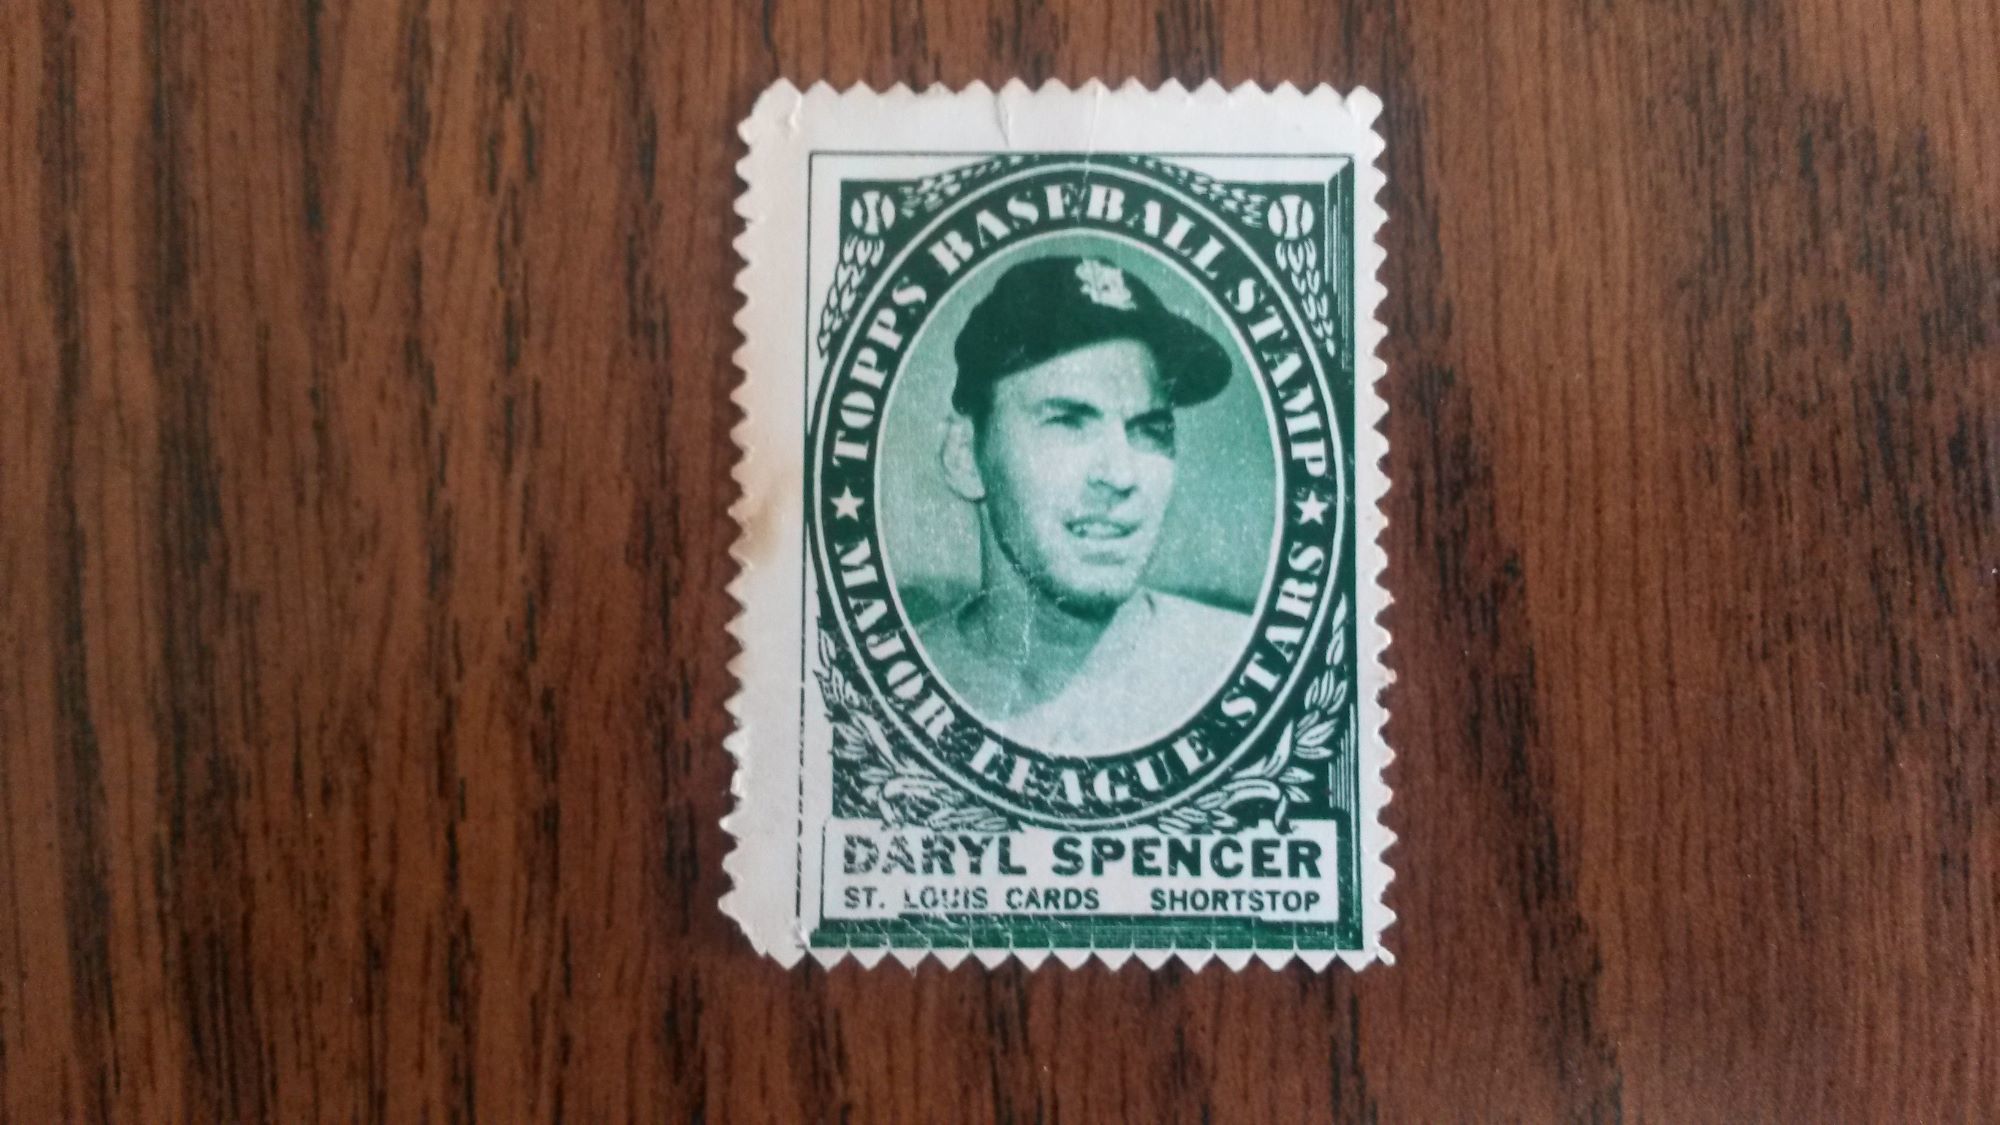 TOPPS BASEBALL STAMP
MAJOR LEAGUE STARS
DARYL SPENCER
ST. LOUIS CARDS SHORTSTOP